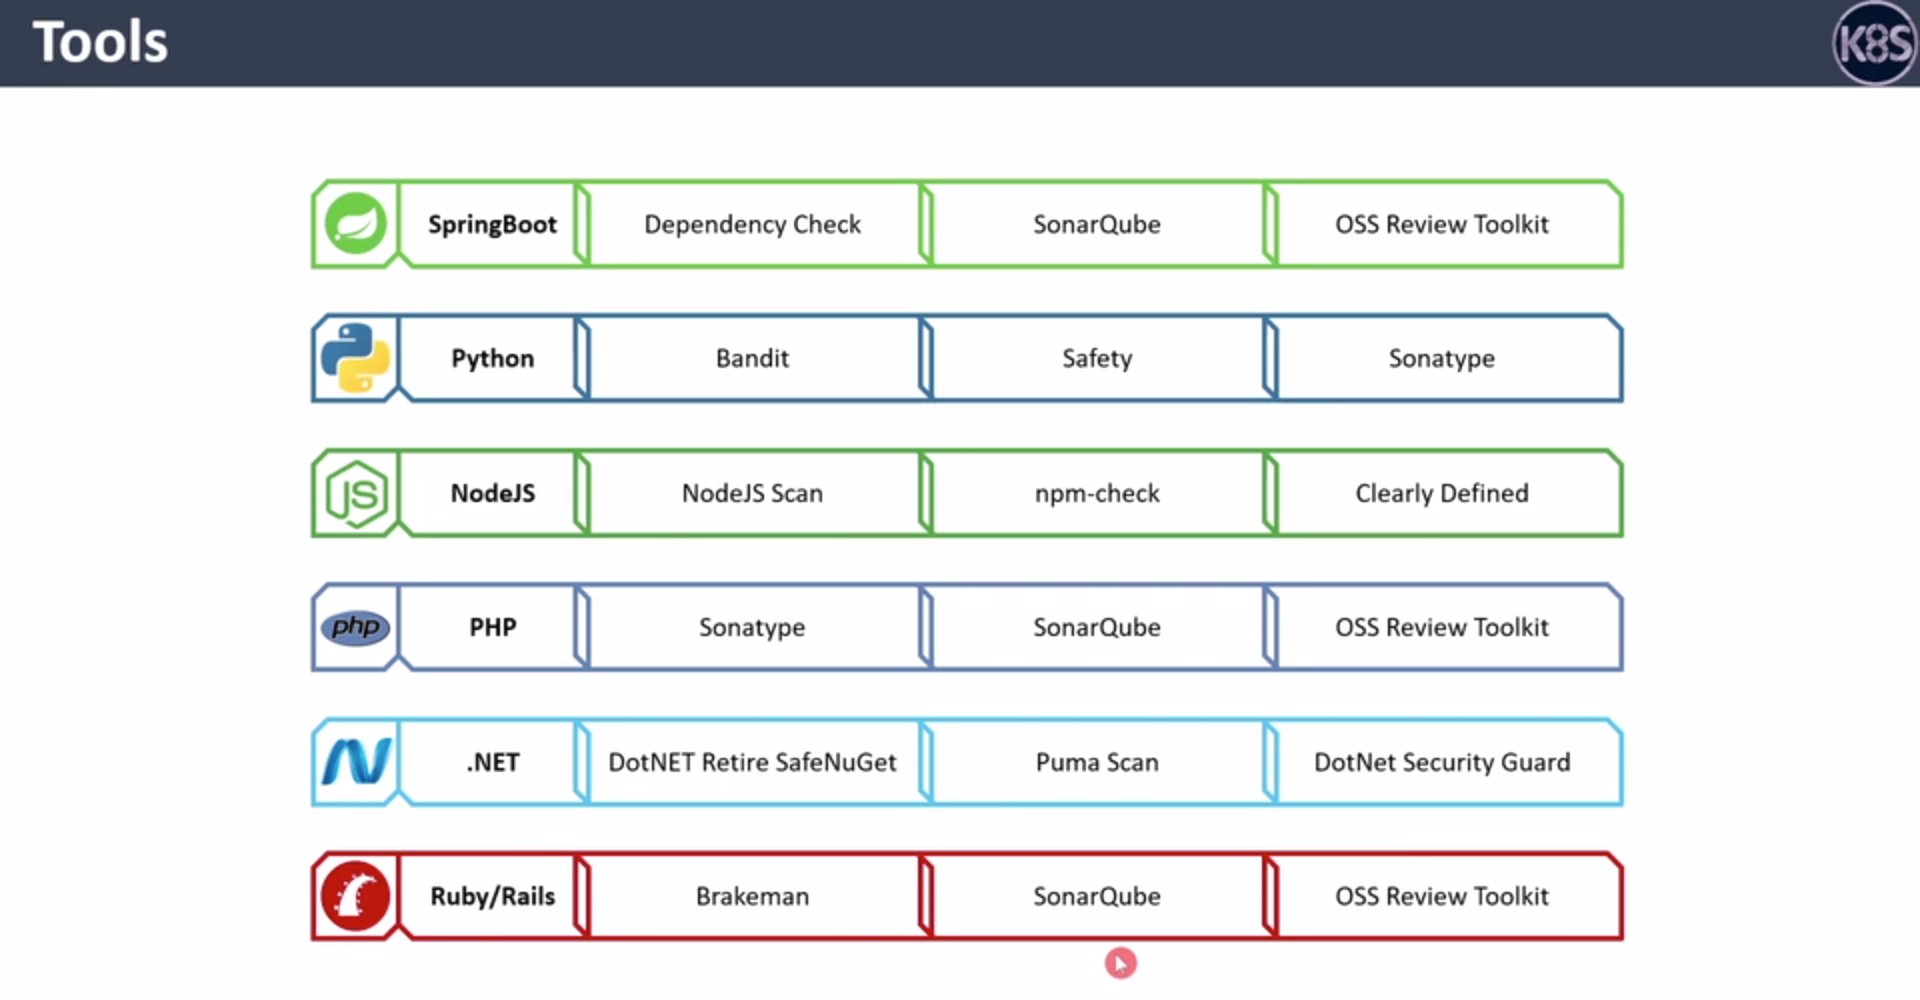 Tools
K8S
SpringBoot Dependency Check SonarQube OSS Review Toolkit
Python Bandit Safety Sonatype
JS NodeJS NodeJS Scan npm-check Clearly Defined
php PHP Sonatype SonarQube OSS Review Toolkit
.NET DotNET Retire SafeNuGet Puma Scan DotNet Security Guard
Ruby/Rails Brakeman SonarQube OSS Review Toolkit